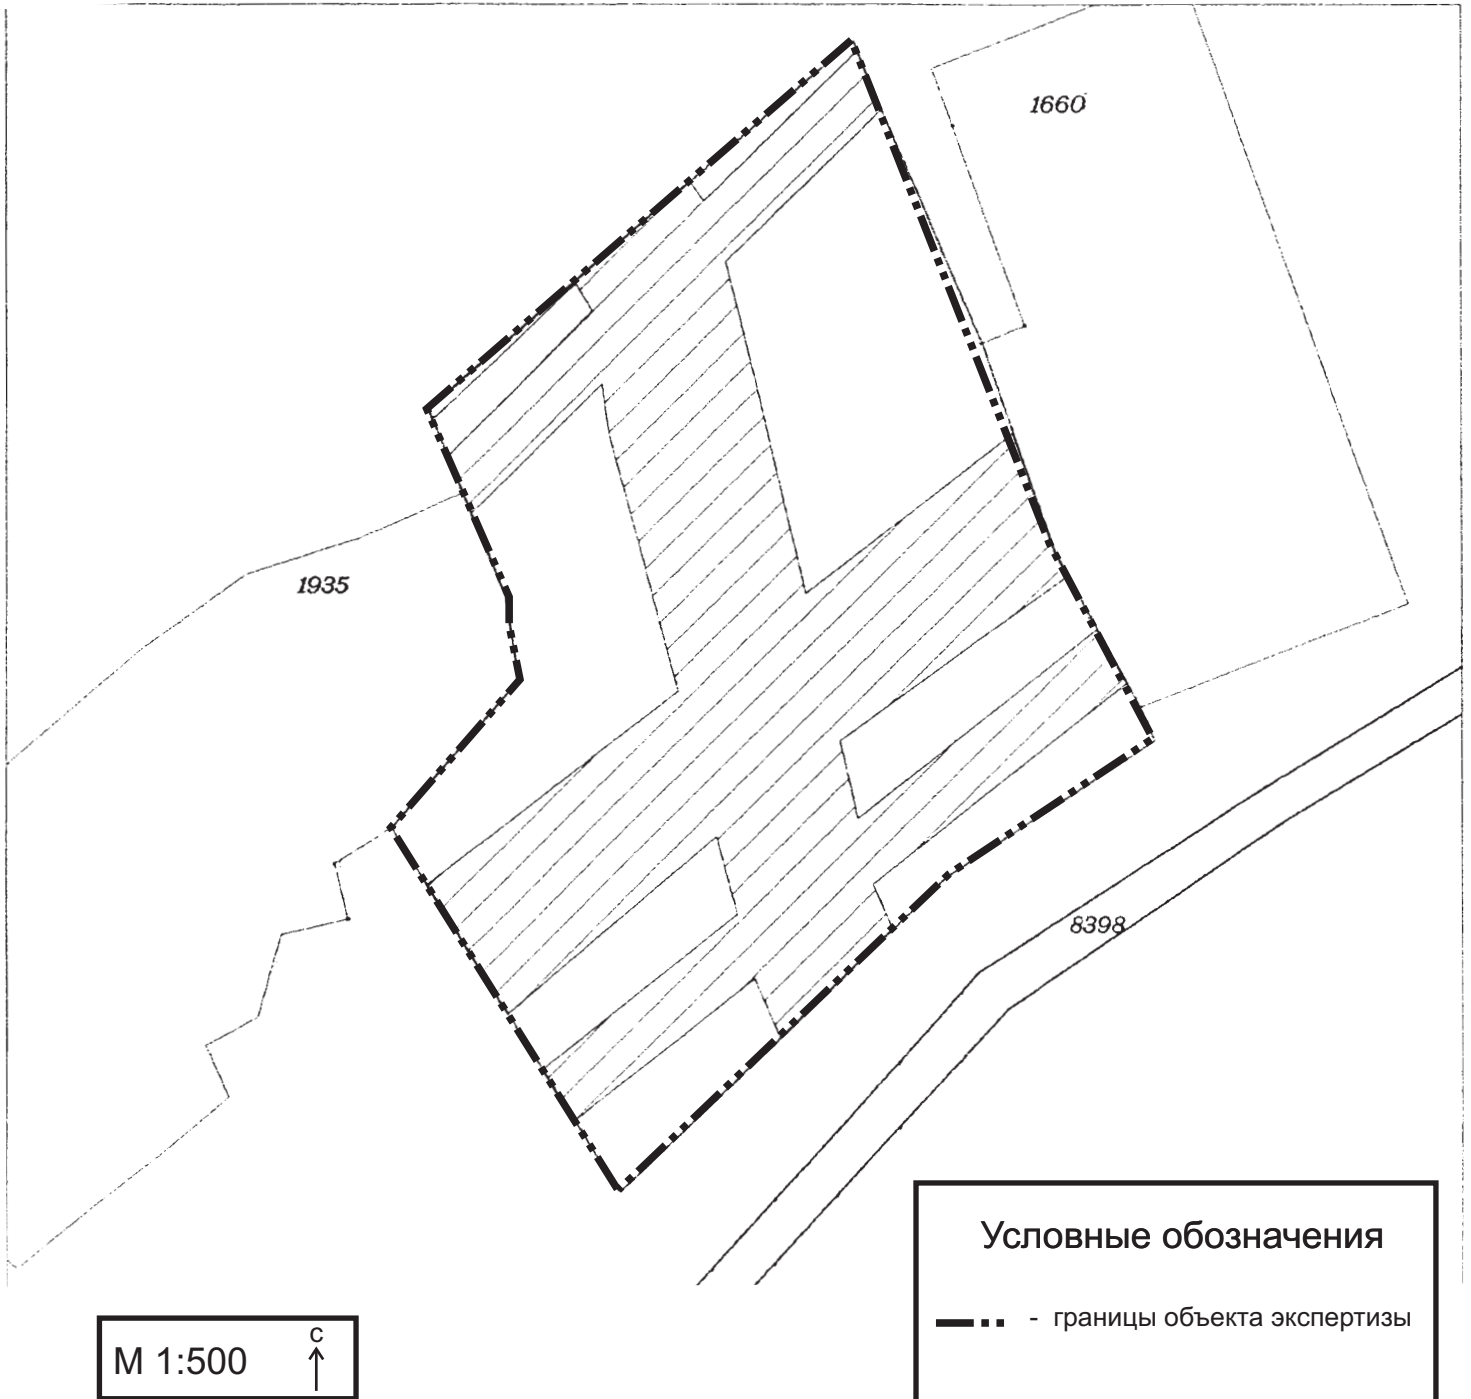 1660
1935
8398
Условные обозначения
- границы объекта экспертизы
М 1:500
с